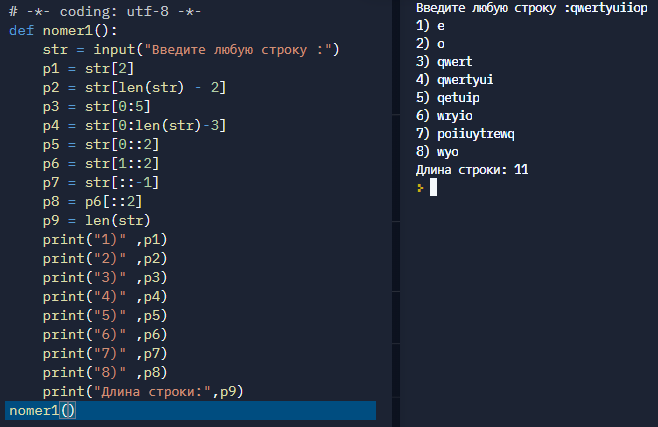 # -*- coding: utf-8 -*-
def nomer1():
    str = input("Введите любую строку :")
    p1 = str[2]
    p2 = str[len(str) - 2]
    p3 = str[0:5]
    p4 = str[0:len(str)-3]
    p5 = str[0::2]
    p6 = str[1::2]
    p7 = str[::-1]
    p8 = p6[::2]
    p9 = len(str)
    print("1)" ,p1)
    print("2)" ,p2)
    print("3)" ,p3)
    print("4)" ,p4)
    print("5)" ,p5)
    print("6)" ,p6)
    print("7)" ,p7)
    print("8)" ,p8)
    print("Длина строки:",p9)
nomer1()
Введите любую строку :qwertyuiiop
1) e
2) o
3) qwert
4) qwertyui
5) qetuip
6) wryio
7) poiiuytrewq
8) wyo
Длина строки: 11